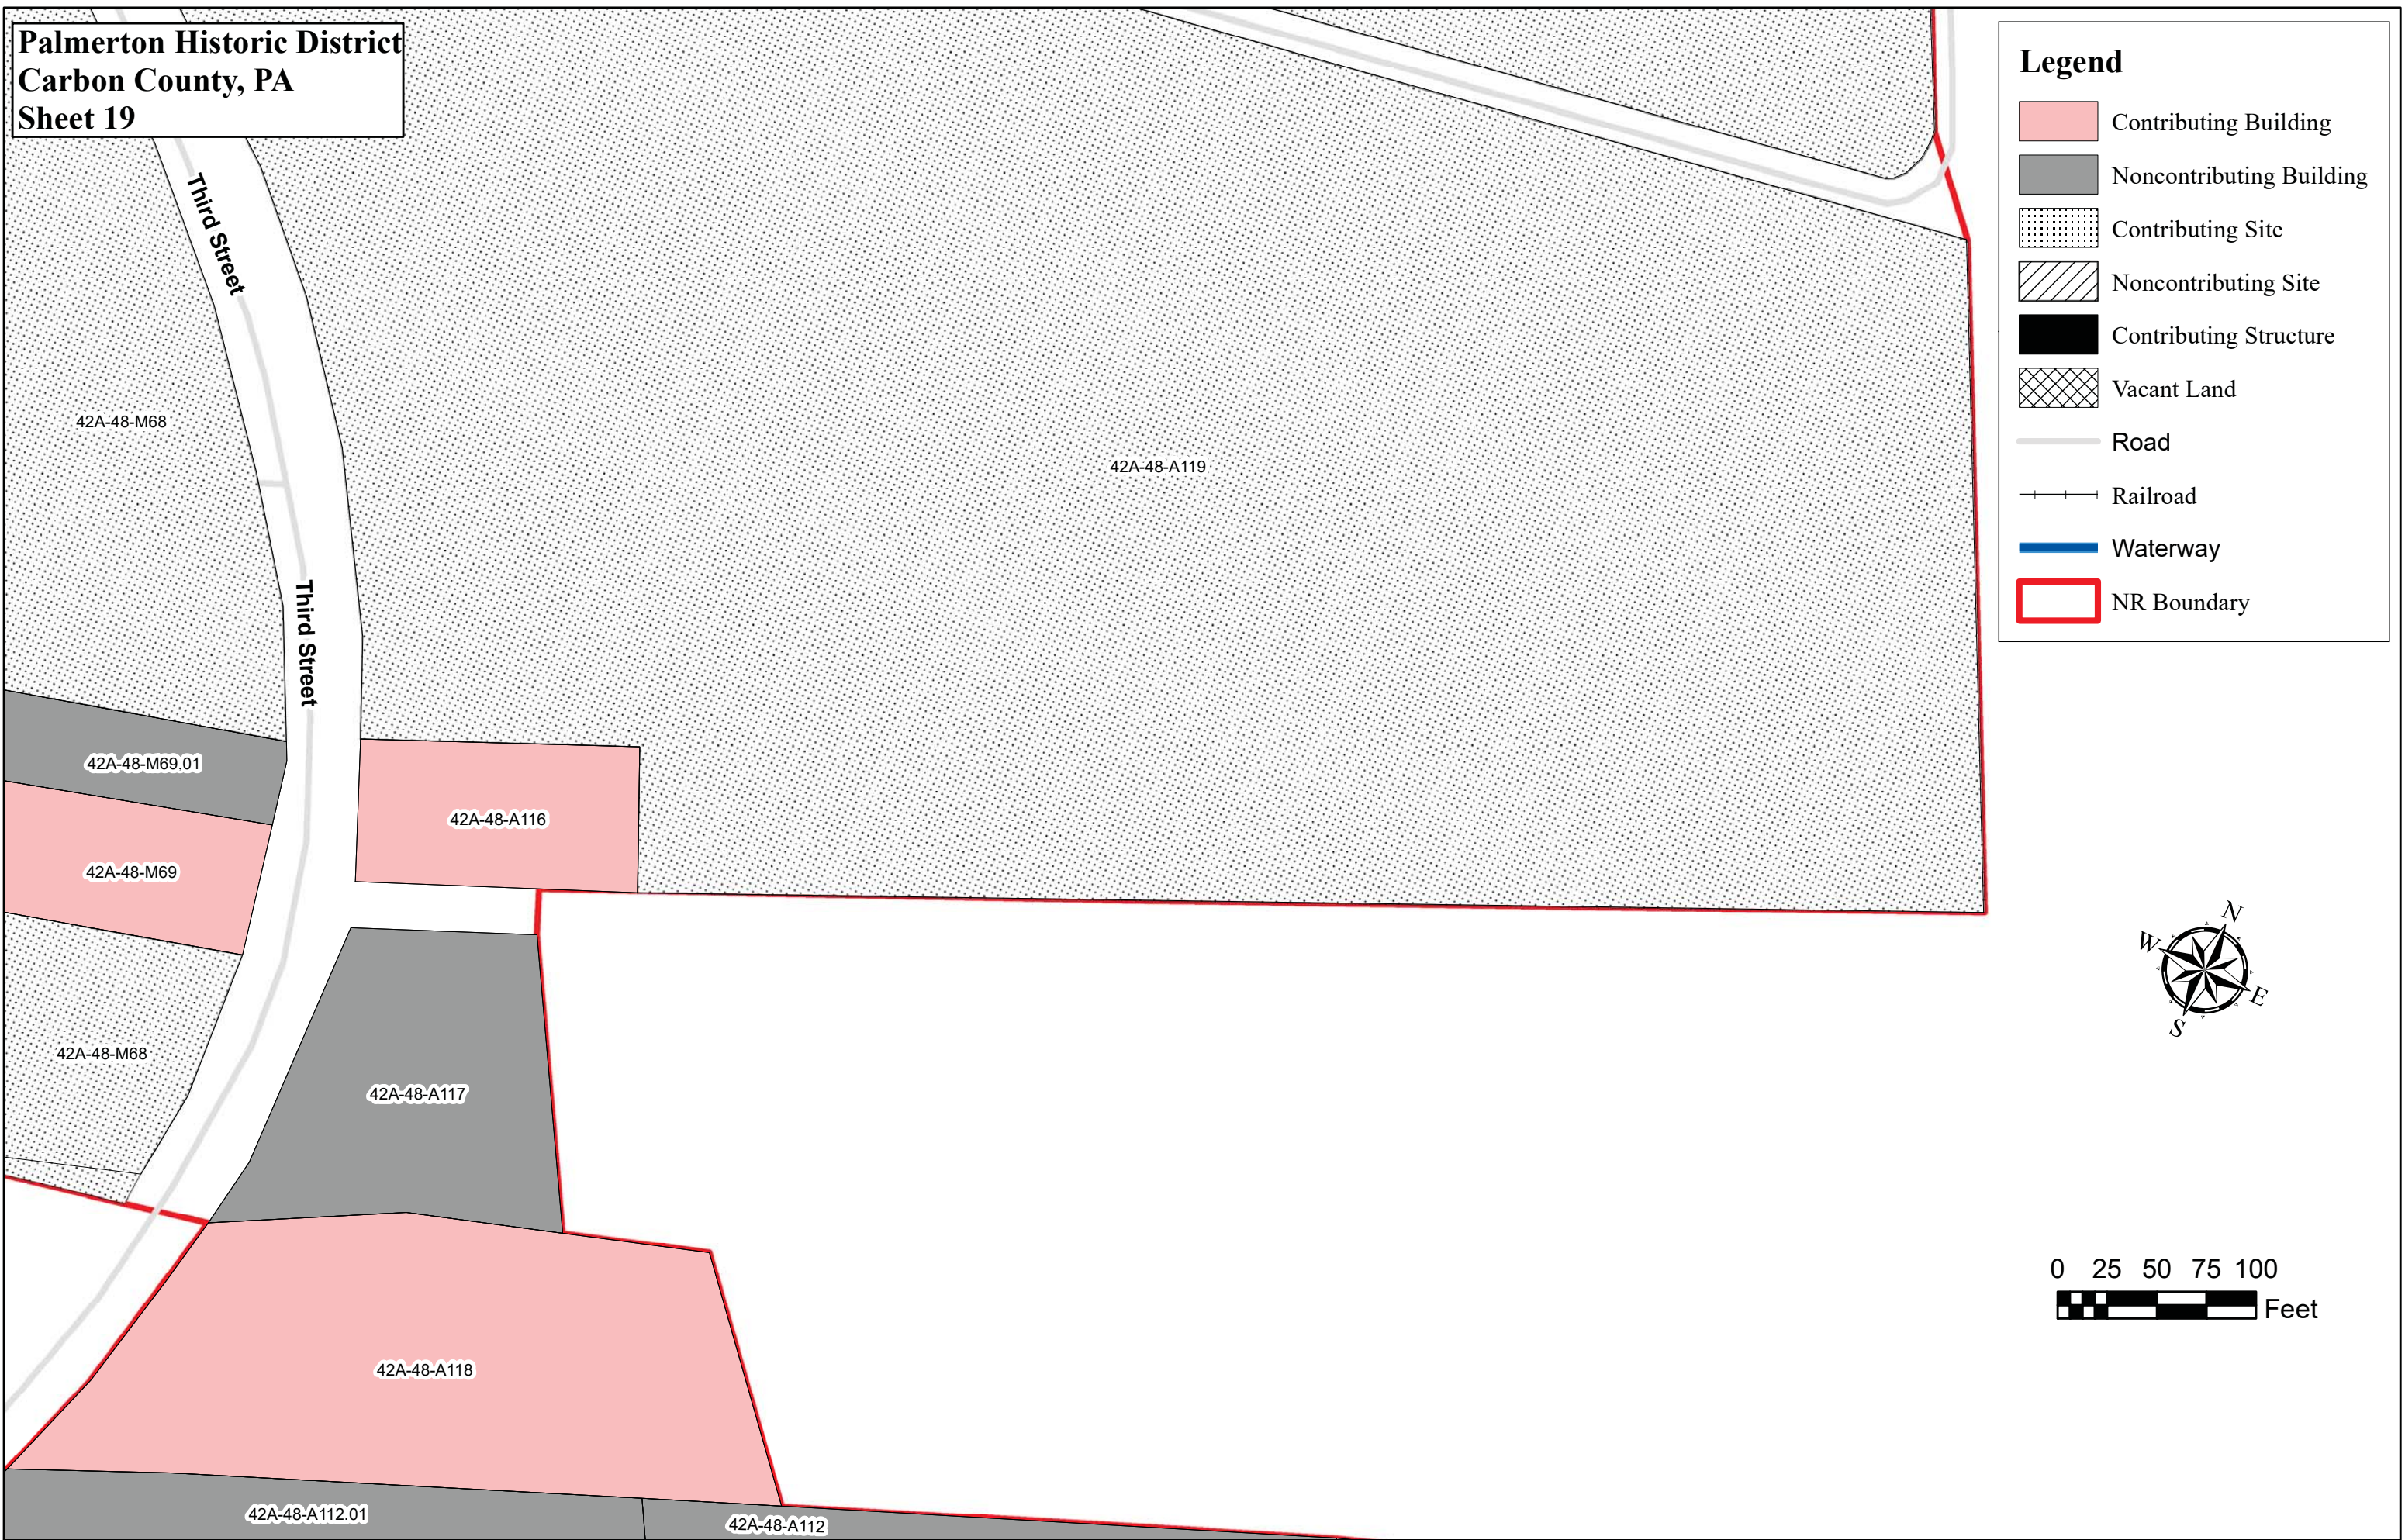 Palmerton Historic District
Carbon County, PA
Sheet 19
Legend
Contributing Building
Noncontributing Building
Contributing Site
Noncontributing Site
Contributing Structure
Vacant Land
Road
Railroad
Waterway
NR Boundary
Third Street
42A-48-M68
42A-48-A119
Third Street
42A-48-M69.01
42A-48-A116
42A-48-M69
42A-48-M68
42A-48-A117
42A-48-A118
42A-48-A112.01
42A-48-A112
N
W
E
S
0 25 50 75 100
Feet